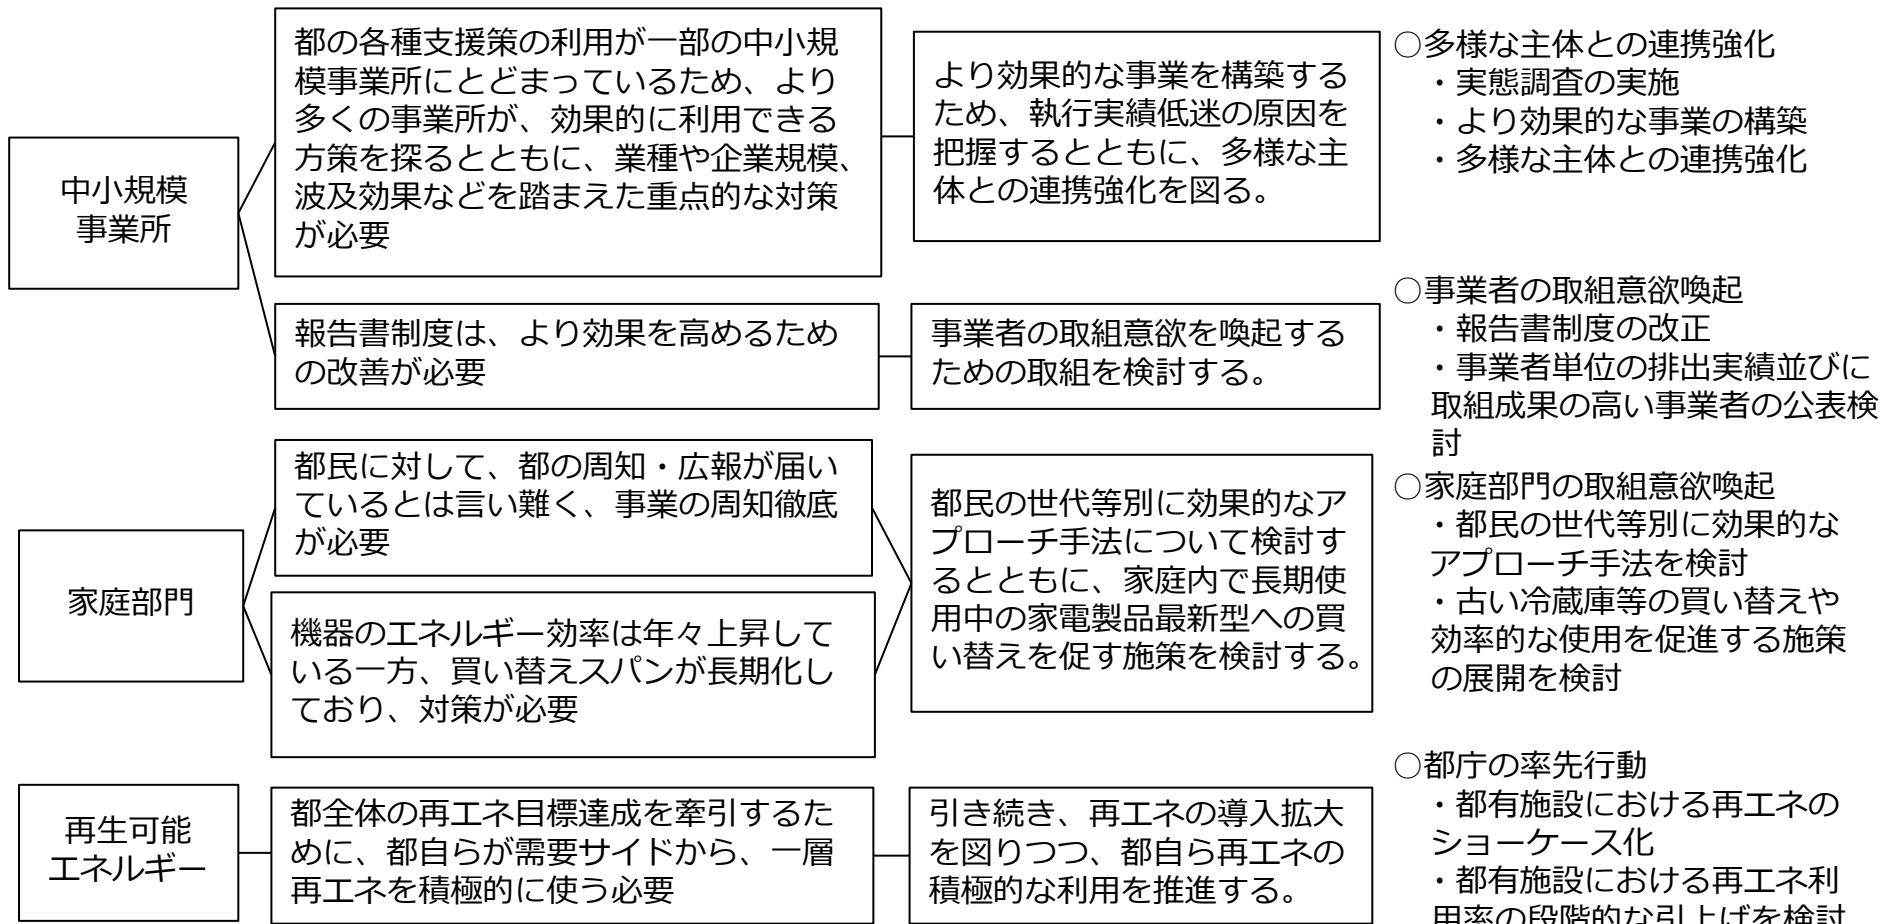 中小規模
事業所
都の各種支援策の利用が一部の中小規
模事業所にとどまっているため、より
多くの事業所が、効果的に利用できる
方策を探るとともに、業種や企業規模、
波及効果などを踏まえた重点的な対策
が必要
より効果的な事業を構築する
ため、執行実績低迷の原因を
把握するとともに、多様な主
体との連携強化を図る。
○多様な主体との連携強化
・実態調査の実施
・より効果的な事業の構築
・多様な主体との連携強化
報告書制度は、より効果を高めるため
の改善が必要
事業者の取組意欲を喚起する
ための取組を検討する。
○事業者の取組意欲喚起
・報告書制度の改正
・事業者単位の排出実績並びに
取組成果の高い事業者の公表検
討
家庭部門
都民に対して、都の周知・広報が届い
ているとは言い難く、事業の周知徹底
が必要
機器のエネルギー効率は年々上昇して
いる一方、買い替えスパンが長期化し
ており、対策が必要
都民の世代等別に効果的なア
プローチ手法について検討す
るとともに、家庭内で長期使
用中の家電製品最新型への買
い替えを促す施策を検討する。
○家庭部門の取組意欲喚起
・都民の世代等別に効果的な
アプローチ手法を検討
・古い冷蔵庫等の買い替えや
効率的な使用を促進する施策
の展開を検討
再生可能
エネルギー
都全体の再エネ目標達成を牽引するた
めに、都自らが需要サイドから、一層
再エネを積極的に使う必要
引き続き、再エネの導入拡大
を図りつつ、都自ら再エネの
積極的な利用を推進する。
○都庁の率先行動
・都有施設における再エネの
ショーケース化
・都有施設における再エネ利
用率の段階的な引上げを検討